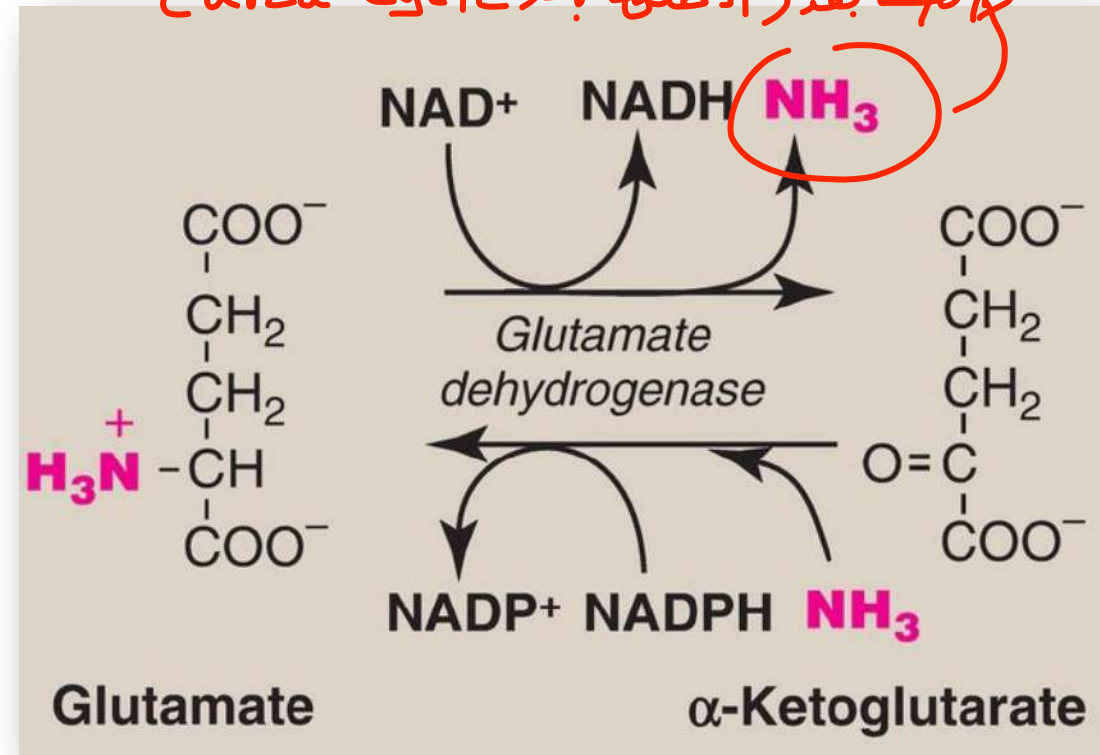 NAD+ NADH NH₃
COO⁻ COO⁻
CH₂ CH₂
Glutamate
CH₂ dehydrogenase CH₂
+
H₃N – CH O=C
COO⁻ COO⁻
NADP+ NADPH NH₃
Glutamate α-Ketoglutarate